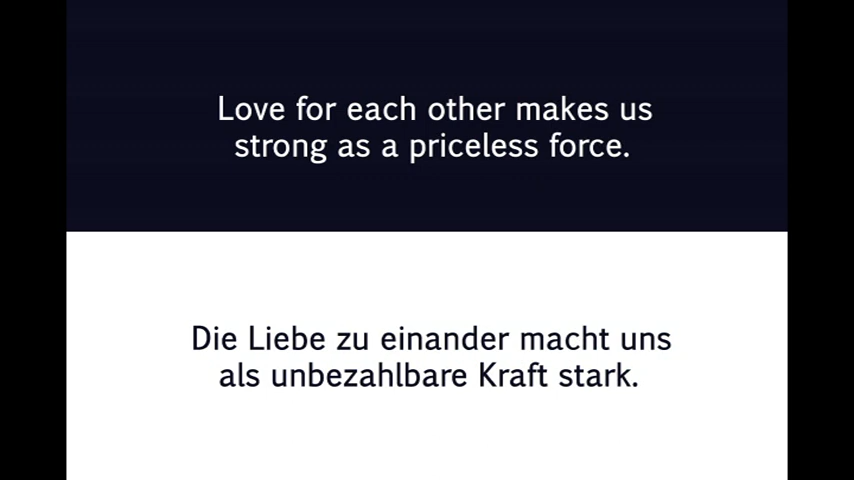 Love for each other makes us
strong as a priceless force.
Die Liebe zu einander macht uns
als unbezahlbare Kraft stark.